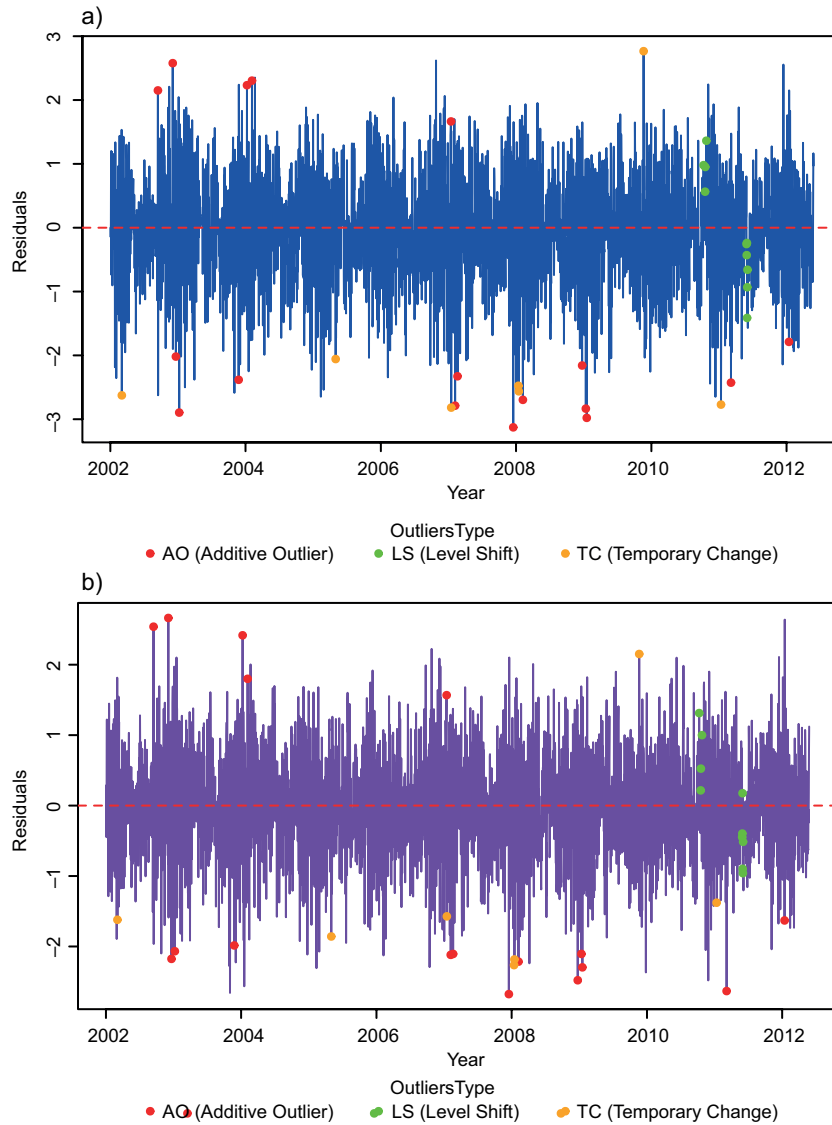 a)
3
2
1
0
−1
−2
−3
Residuals
2002 2004 2006 2008 2010 2012
Year
OutliersType
AO (Additive Outlier) LS (Level Shift) TC (Temporary Change)
b)
2
1
0
−1
−2
Residuals
2002 2004 2006 2008 2010 2012
Year
OutliersType
AO (Additive Outlier) LS (Level Shift) TC (Temporary Change)